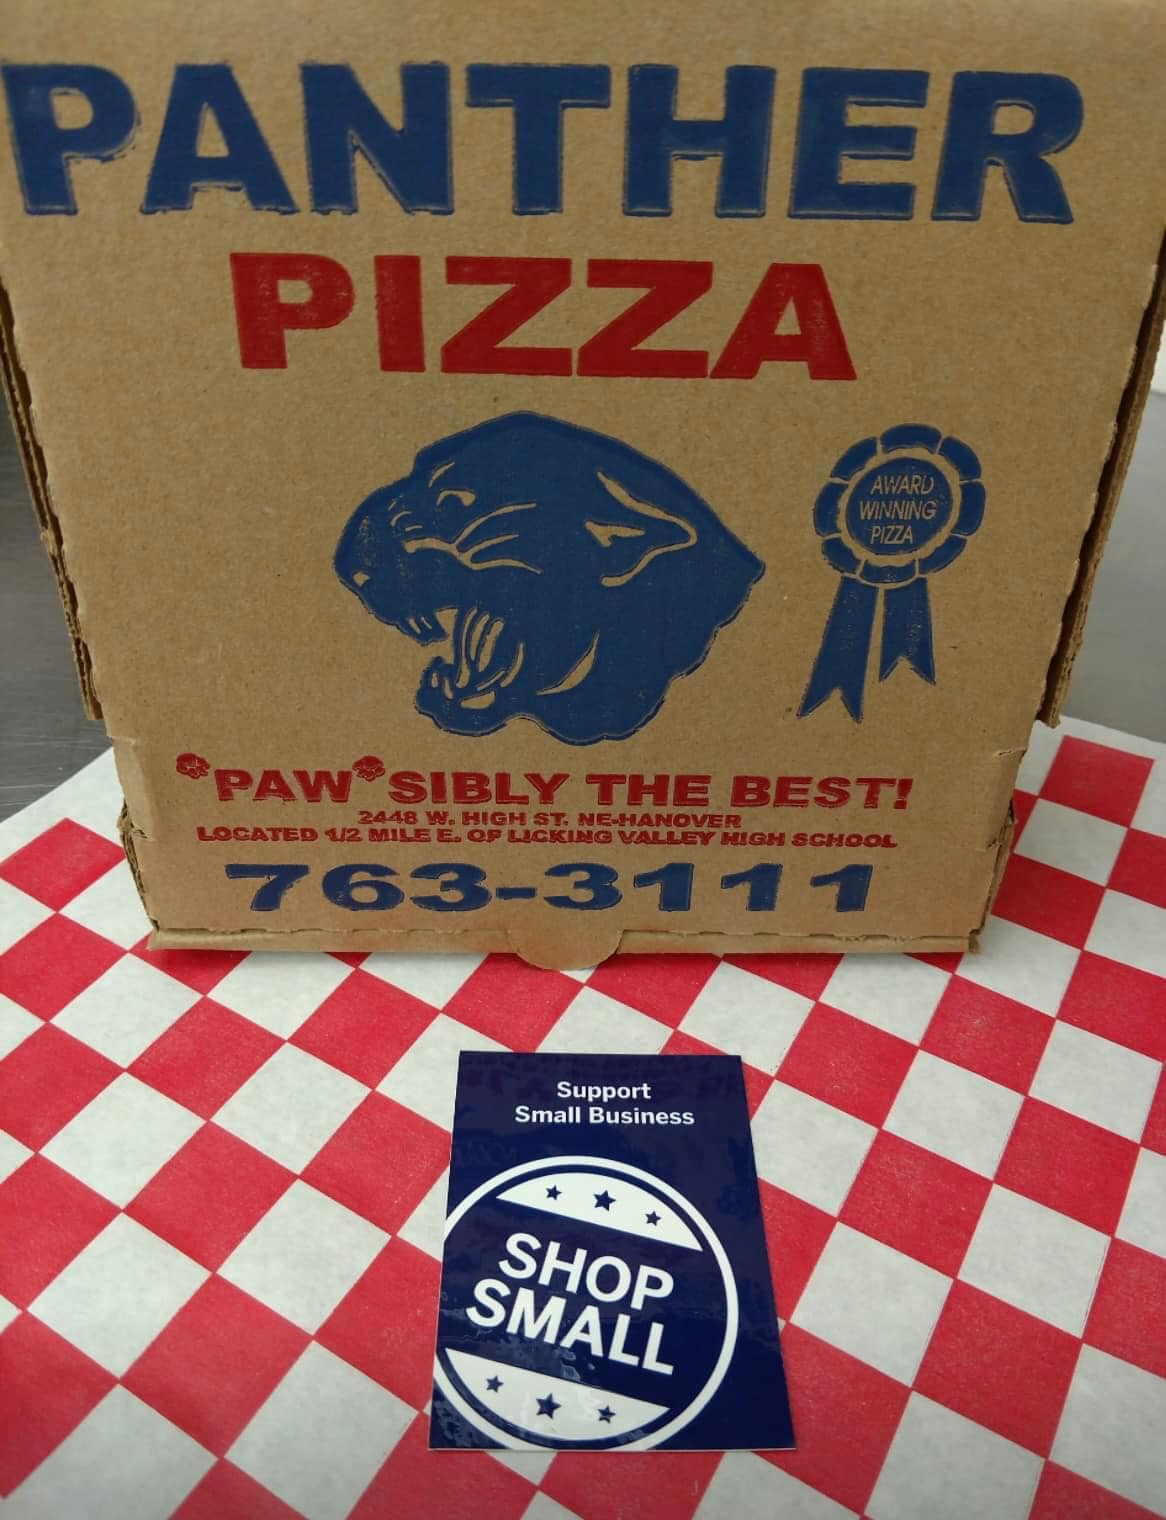 PANTHER
PIZZA
AWARD
WINNING
PIZZA
*PAW*SIBLY THE BEST!
2448 W. HIGH ST. NE-HANOVER
LOCATED 1/2 MILE E. OF LICKING VALLEY HIGH SCHOOL
763-3111
Support
Small Business
SHOP
SMALL